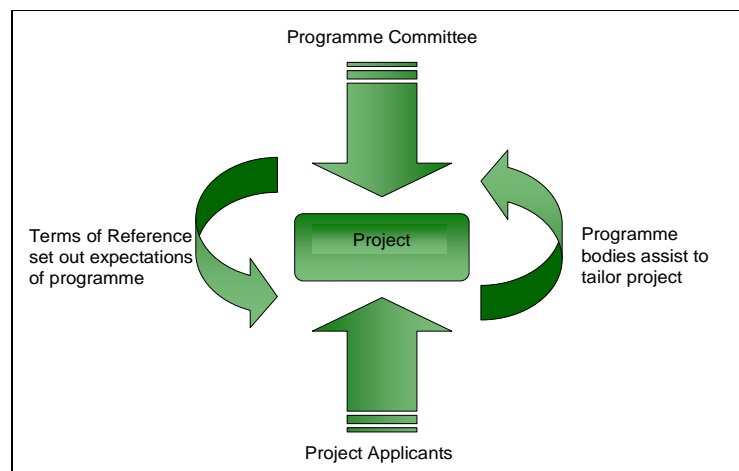 Programme Committee
Terms of Reference
set out expectations
of programme
Project
Programme
bodies assist to
tailor project
Project Applicants